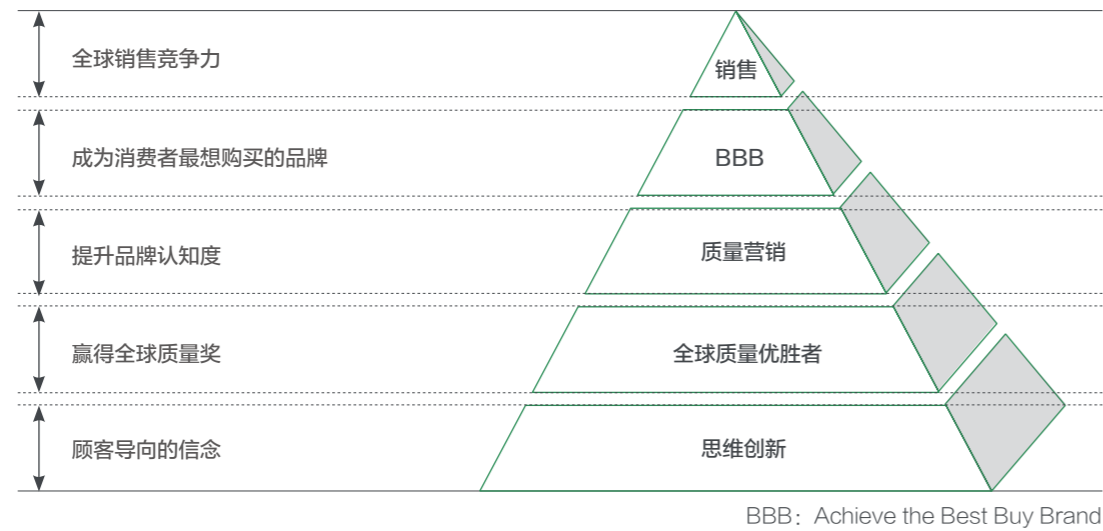 全球销售竞争力
销售
成为消费者最想购买的品牌
BBB
提升品牌认知度
质量营销
赢得全球质量奖
全球质量优胜者
顾客导向的信念
思维创新
BBB：Achieve the Best Buy Brand